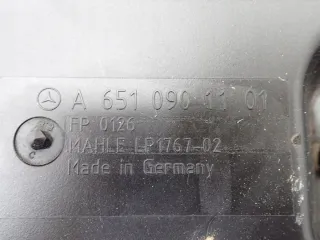 A 651 090 11 01
FP 0126
MAHLE LP1767-02
Made in Germany